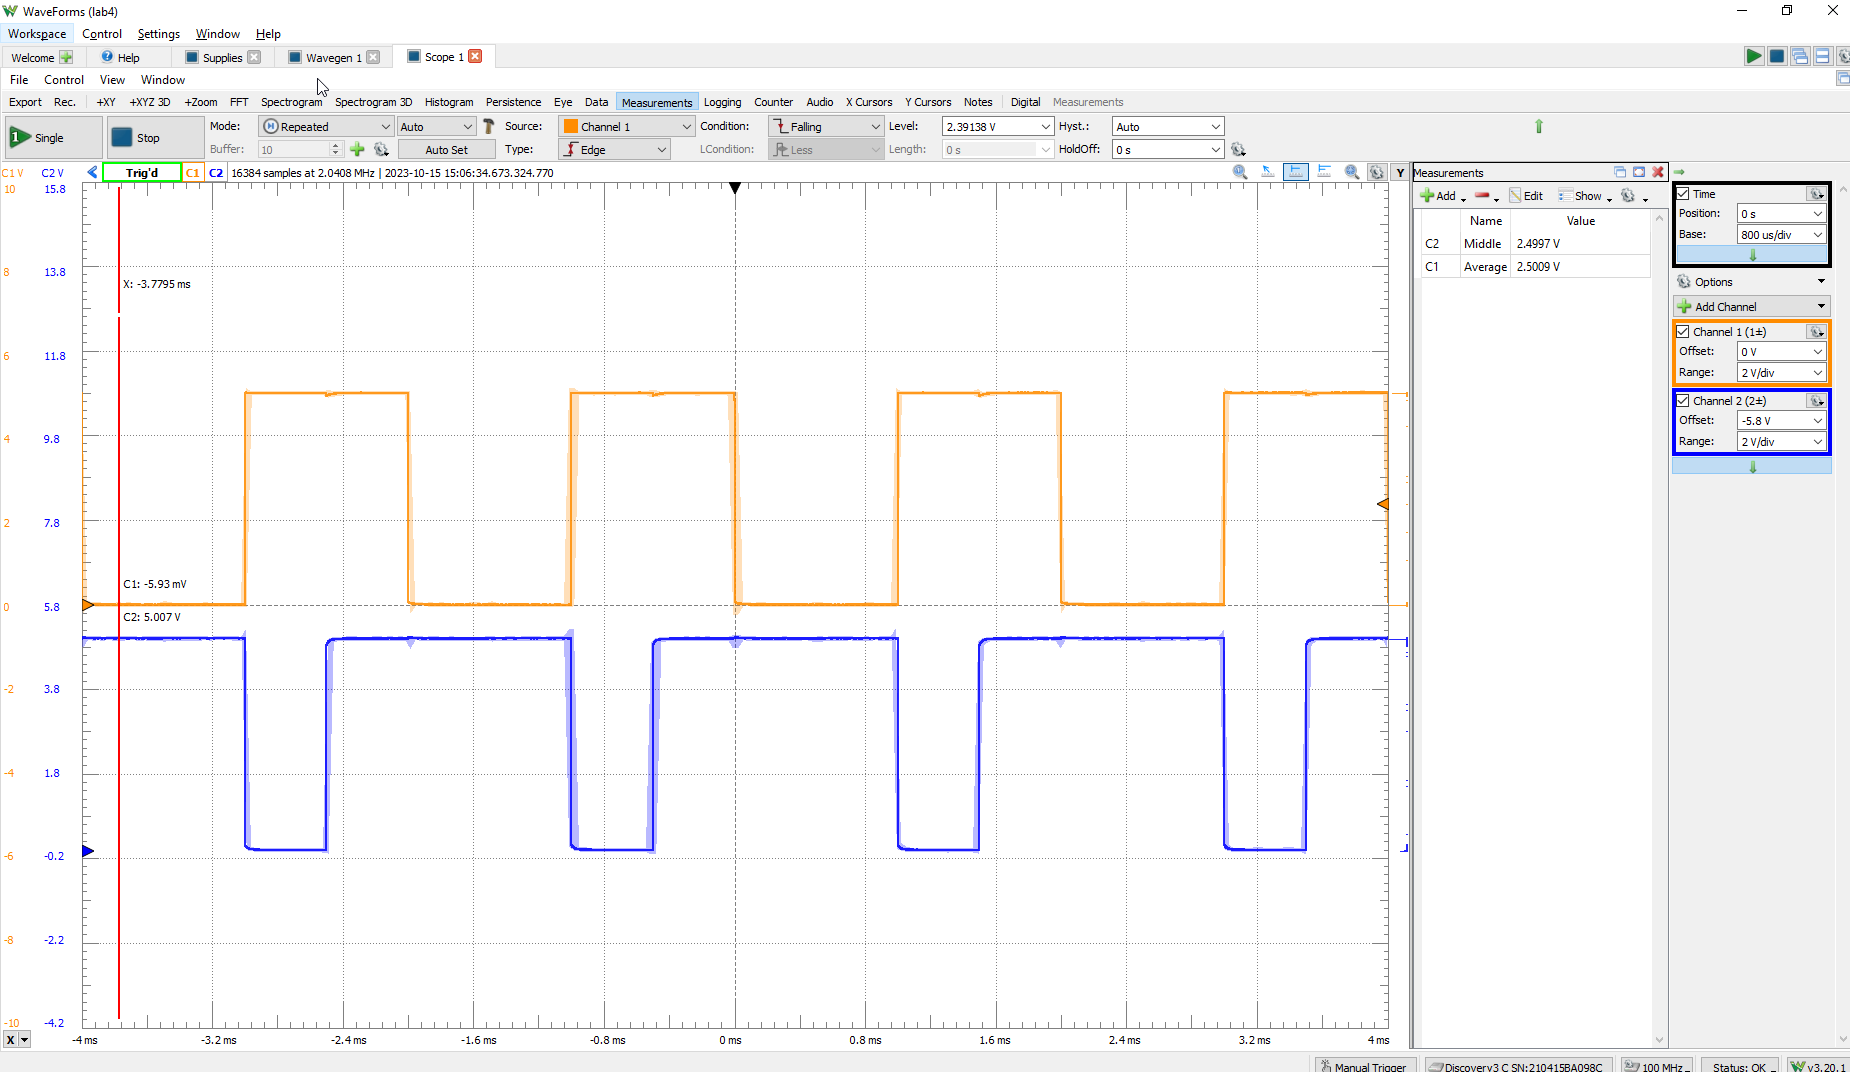 WaveForms (lab4)
Workspace Control Settings Window Help
Welcome Help Supplies Wavegen 1 Scope 1
File Control View Window
Export Rec. +XY +XYZ 3D +Zoom FFT Spectrogram Spectrogram 3D Histogram Persistence Eye Data Measurements Logging Counter Audio X Cursors Y Cursors Notes Digital Measurements
Single Stop Mode: Repeated Auto Source: Channel 1 Condition: Falling Level: 2.39138 V Hyst.: Auto
Buffer: 10 Auto Set Type: Edge LCondition: Less Length: 0 s HoldOff: 0 s
C1 V C2 V Trig'd C1 C2 16384 samples at 2.0408 MHz | 2023-10-15 15:06:34.673.324.770 Y
10 15.8
8 13.8
X: -3.7795 ms
6 11.8
4 9.8
2 7.8
C1: -5.93 mV
0 5.8
C2: 5.007 V
-2 3.8
-4 1.8
-6 -0.2
-8 -2.2
-10 -4.2
X -4 ms -3.2 ms -2.4 ms -1.6 ms -0.8 ms 0 ms 0.8 ms 1.6 ms 2.4 ms 3.2 ms 4 ms
Measurements
Add Edit Show
Name Value
C2 Middle 2.4997 V
C1 Average 2.5009 V
Time
Position: 0 s
Base: 800 us/div
Options
Add Channel
Channel 1 (1±)
Offset: 0 V
Range: 2 V/div
Channel 2 (2±)
Offset: -5.8 V
Range: 2 V/div
Manual Trigger Discovery3 C SN:210415BA098C 100 MHz Status: OK v3.20.1